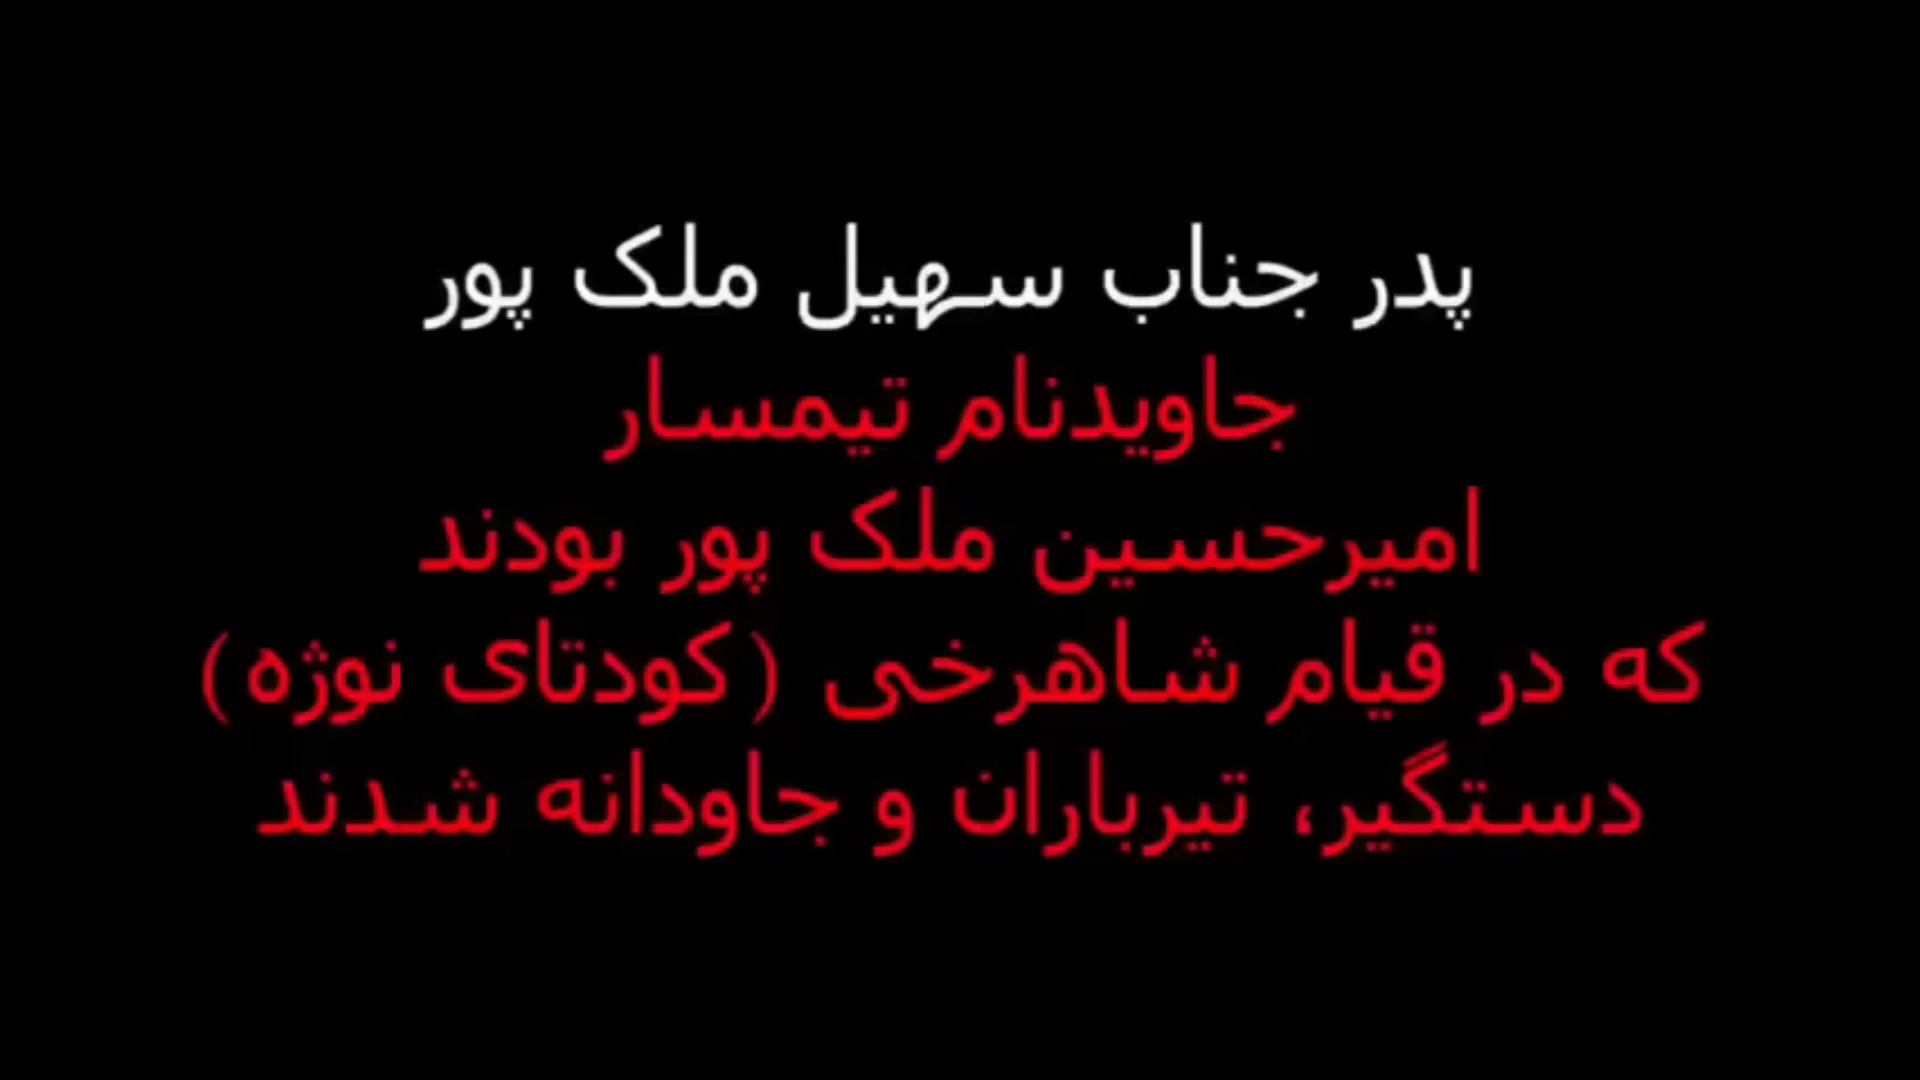 پدر جناب سهیل ملک پور
جاویدنام تیمسار
امیرحسین ملک پور بودند
که در قیام شاهرخی (کودتای نوژه)
دستگیر، تیرباران و جاودانه شدند